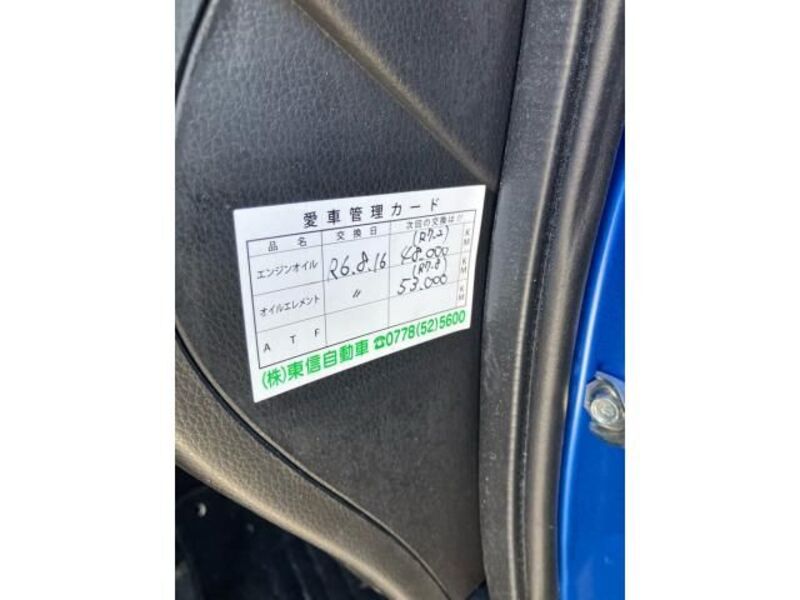 愛車管理カード
品名 交換日 次回の交換は
(R7.2)
エンジンオイル R6.8.16 48.000 KM
(R7.8)
オイルエレメント 〃 53.000 KM
ATF KM
(株)東信自動車 ☎0778(52)5600